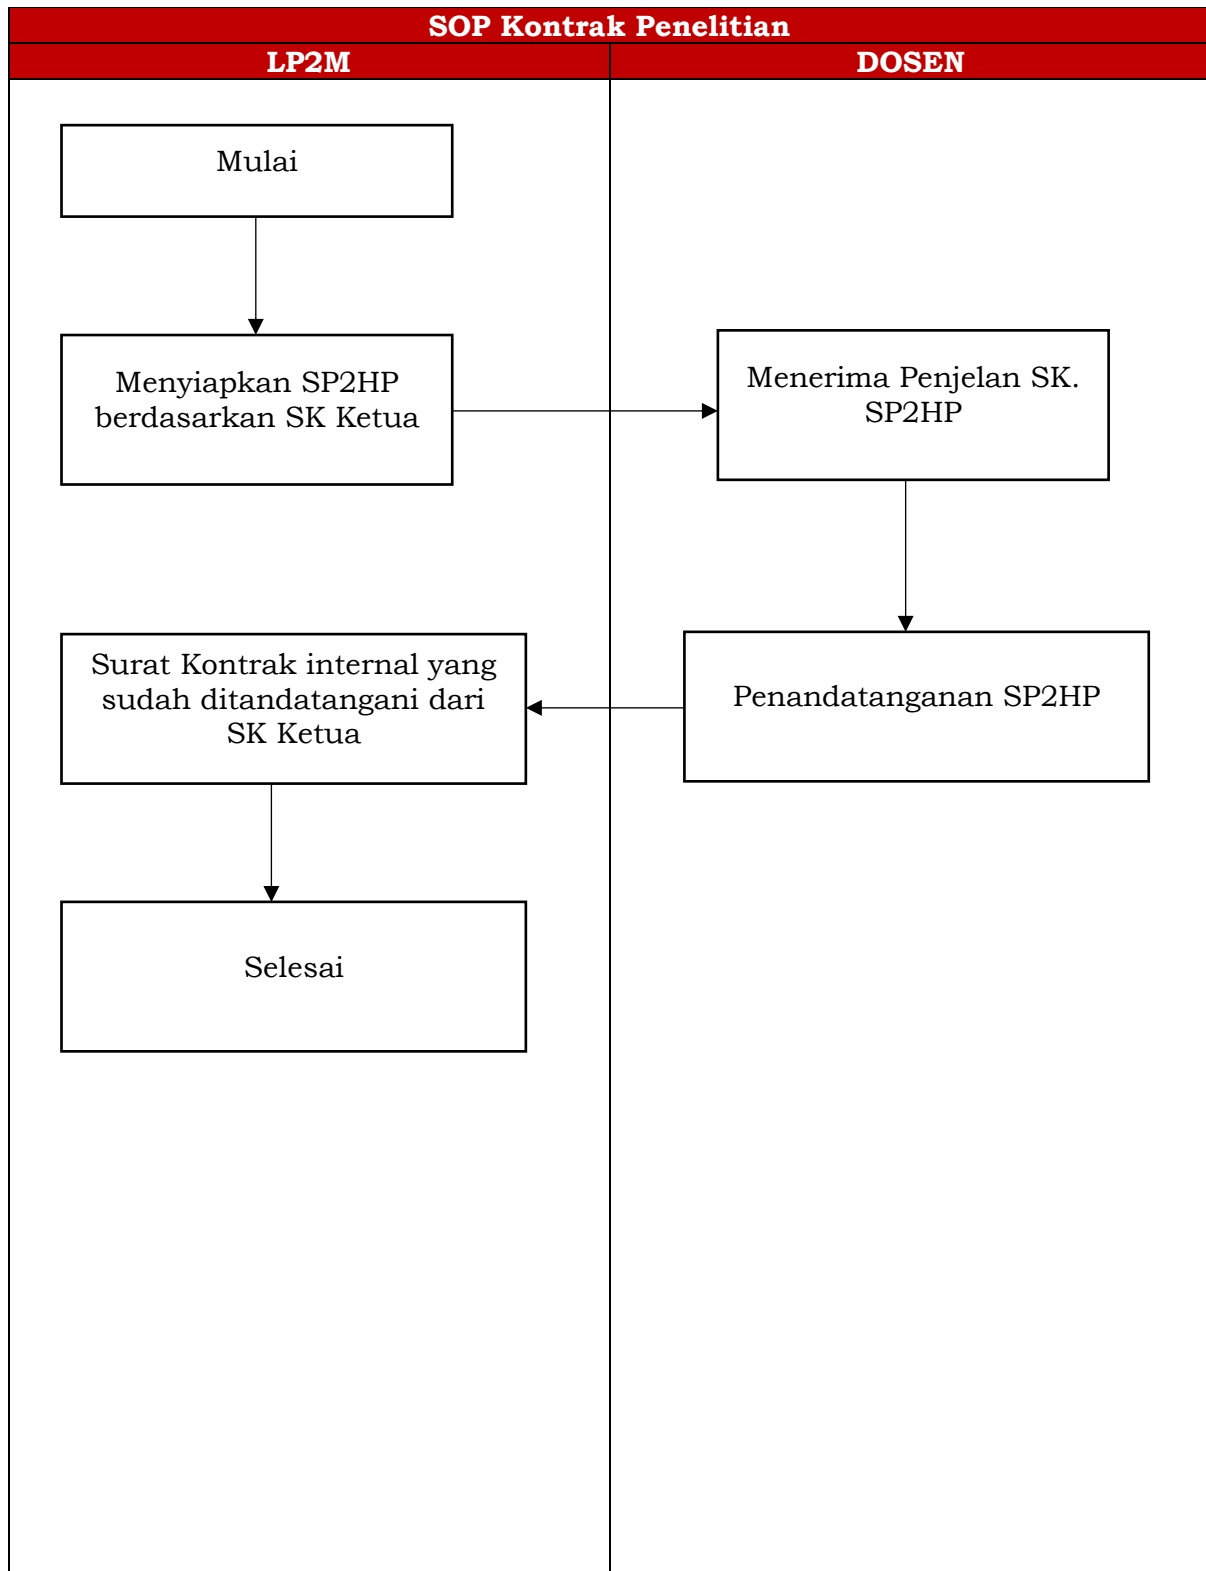 SOP Kontrak Penelitian
LP2M
DOSEN
Mulai
Menyiapkan SP2HP
berdasarkan SK Ketua
Menerima Penjelan SK.
SP2HP
Surat Kontrak internal yang
sudah ditandatangani dari
SK Ketua
Penandatanganan SP2HP
Selesai